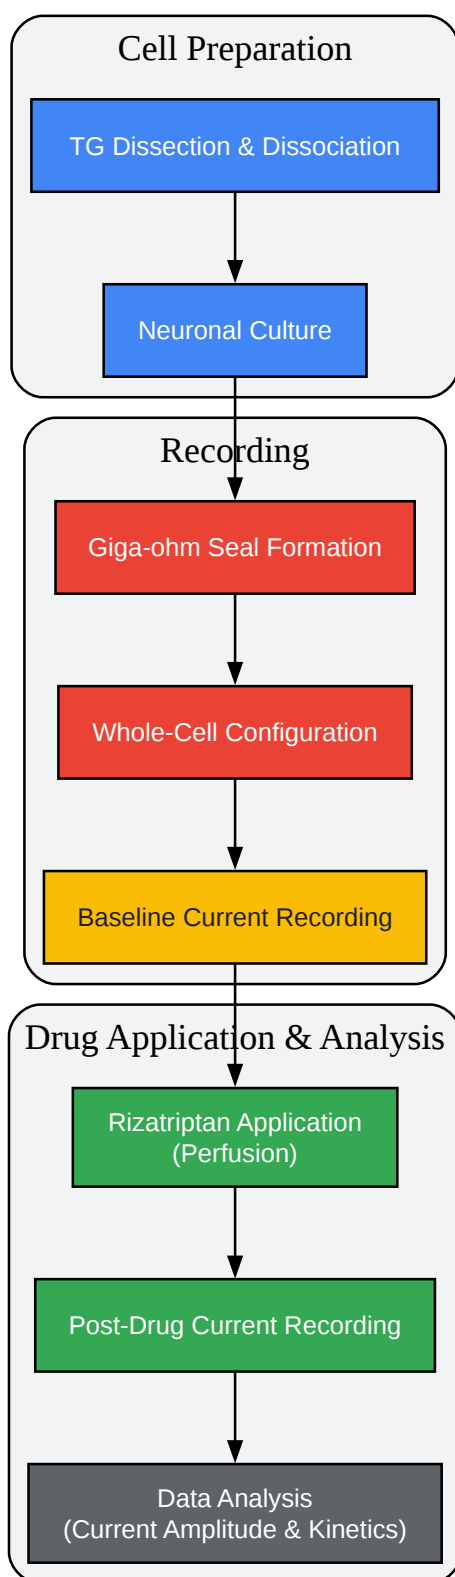 Cell Preparation
TG Dissection & Dissociation
Neuronal Culture
Recording
Giga-ohm Seal Formation
Whole-Cell Configuration
Baseline Current Recording
Drug Application & Analysis
Rizatriptan Application
(Perfusion)
Post-Drug Current Recording
Data Analysis
(Current Amplitude & Kinetics)